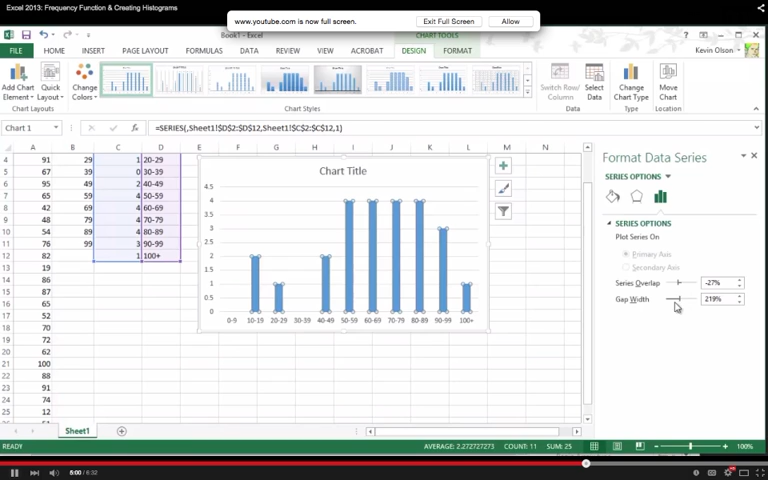 Excel 2013: Frequency Function & Creating Histograms
www.youtube.com is now full screen. Exit Full Screen Allow
Book1 - Excel CHART TOOLS
FILE HOME INSERT PAGE LAYOUT FORMULAS DATA REVIEW VIEW ACROBAT DESIGN FORMAT Kevin Olson
Add Chart Element Quick Layout Change Colors Switch Row/ Column Select Data Change Chart Type Move Chart
Chart Layouts Chart Styles Data Type Location
Chart 1 fx =SERIES(,Sheet1!$D$2:$D$12,Sheet1!$C$2:$C$12,1)
A B C D E F G H I J K L M N
4 91 29 1 20-29
5 67 39 0 30-39
6 95 49 2 40-49
7 65 59 4 50-59
8 42 69 4 60-69
9 48 79 4 70-79
10 54 89 4 80-89
11 76 99 3 90-99
12 82 1 100+
13 19
14 86
15 87
16 65
17 52
18 70
19 72
20 62
21 100
22 88
23 91
24 74
25 12
Chart Title
4.5
4
3.5
3
2.5
2
1.5
1
0.5
0
0-9 10-19 20-29 30-39 40-49 50-59 60-69 70-79 80-89 90-99 100+
Format Data Series
SERIES OPTIONS
SERIES OPTIONS
Plot Series On
Primary Axis
Secondary Axis
Series Overlap -27%
Gap Width 219%
Sheet1
READY AVERAGE: 2.272727273 COUNT: 11 SUM: 25 100%
5:00 / 6:32